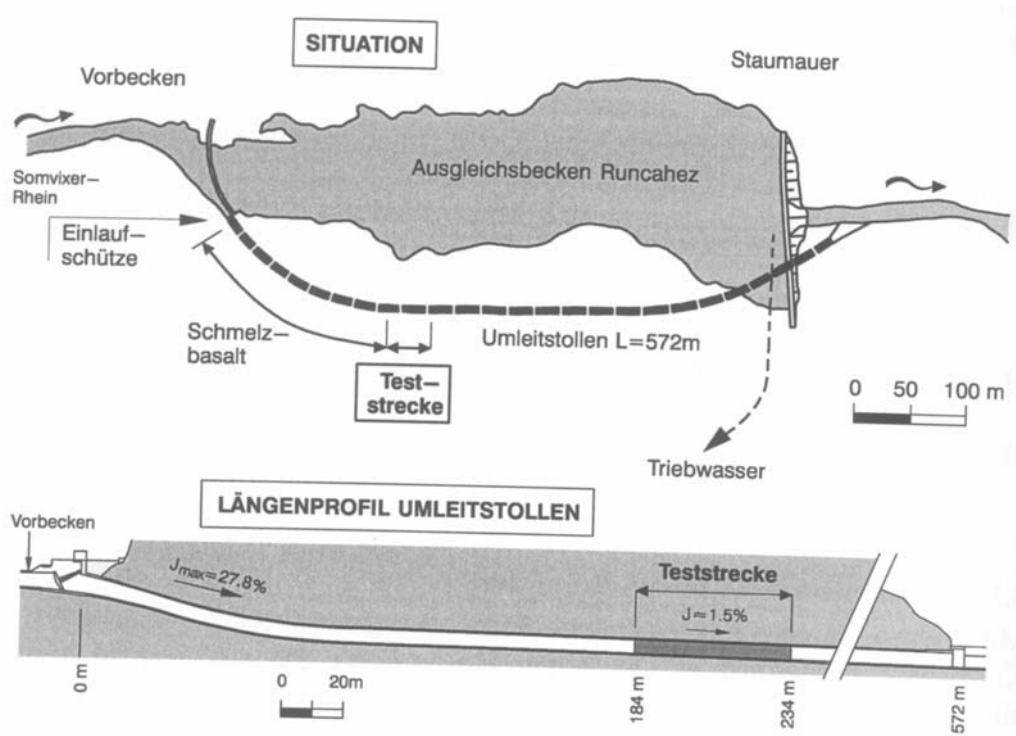 SITUATION
Vorbecken
Staumauer
Somvixer-
Rhein
Ausgleichsbecken Runcahez
Einlauf-
schütze
Schmelz-
basalt
Umleitstollen L=572m
Test-
strecke
0 50 100 m
Triebwasser
LÄNGENPROFIL UMLEITSTOLLEN
Vorbecken
Jmax=27.8%
Teststrecke
J=1.5%
0 m
0 20m
184 m
234 m
572 m